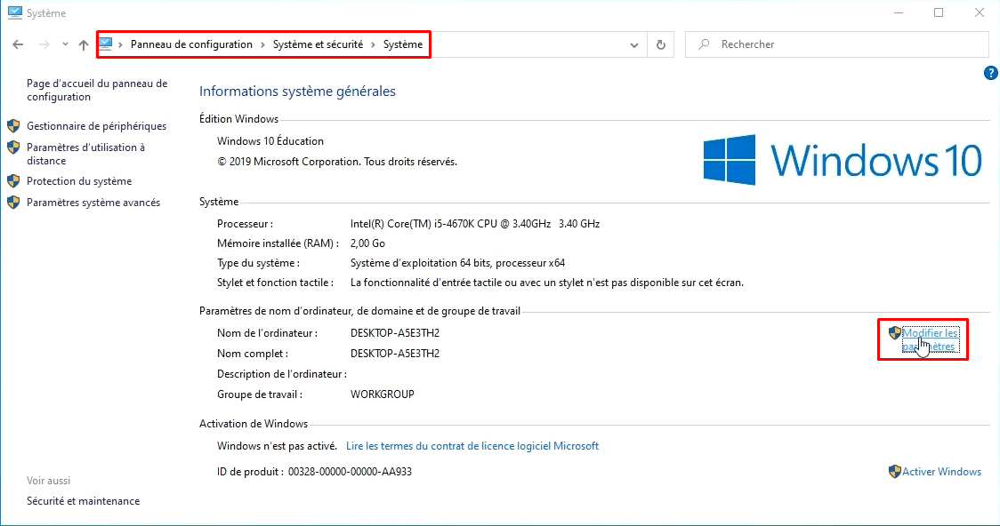 Système
Panneau de configuration › Système et sécurité › Système
Rechercher
Page d'accueil du panneau de
configuration
Gestionnaire de périphériques
Paramètres d'utilisation à
distance
Protection du système
Paramètres système avancés
Voir aussi
Sécurité et maintenance
Informations système générales
Édition Windows
Windows 10 Éducation
© 2019 Microsoft Corporation. Tous droits réservés.
Windows 10
Système
Processeur : Intel(R) Core(TM) i5-4670K CPU @ 3.40GHz 3.40 GHz
Mémoire installée (RAM) : 2,00 Go
Type du système : Système d'exploitation 64 bits, processeur x64
Stylet et fonction tactile : La fonctionnalité d'entrée tactile ou avec un stylet n'est pas disponible sur cet écran.
Paramètres de nom d'ordinateur, de domaine et de groupe de travail
Nom de l'ordinateur : DESKTOP-A5E3TH2
Modifier les
paramètres
Nom complet : DESKTOP-A5E3TH2
Description de l'ordinateur :
Groupe de travail : WORKGROUP
Activation de Windows
Windows n'est pas activé. Lire les termes du contrat de licence logiciel Microsoft
ID de produit : 00328-00000-00000-AA933
Activer Windows